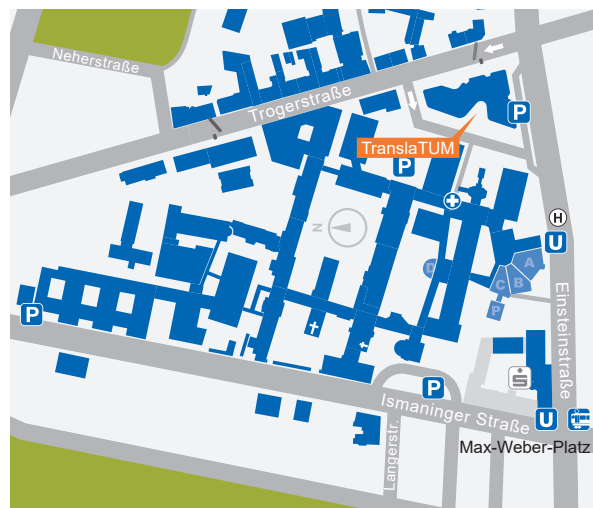 Neherstraße
Trogerstraße
P
TranslaTUM
P
H
N
U
A
D
C
B
P
P
Einsteinstraße
S
P
Ismaninger Straße
U
Langerstr.
Max-Weber-Platz